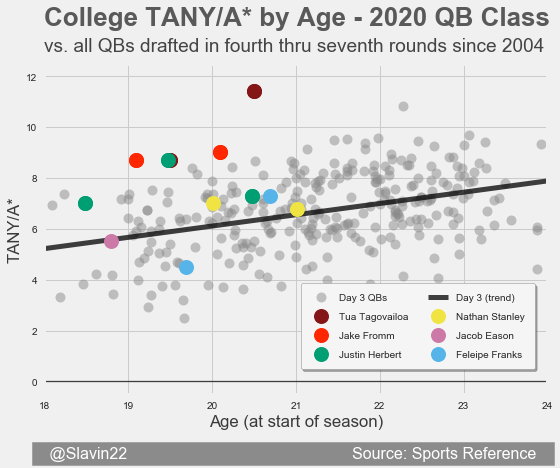 College TANY/A* by Age - 2020 QB Class
vs. all QBs drafted in fourth thru seventh rounds since 2004
12
10
8
6
4
2
0
TANY/A*
Day 3 QBs
Tua Tagovailoa
Jake Fromm
Justin Herbert
Day 3 (trend)
Nathan Stanley
Jacob Eason
Feleipe Franks
18 19 20 21 22 23 24
Age (at start of season)
@Slavin22 Source: Sports Reference